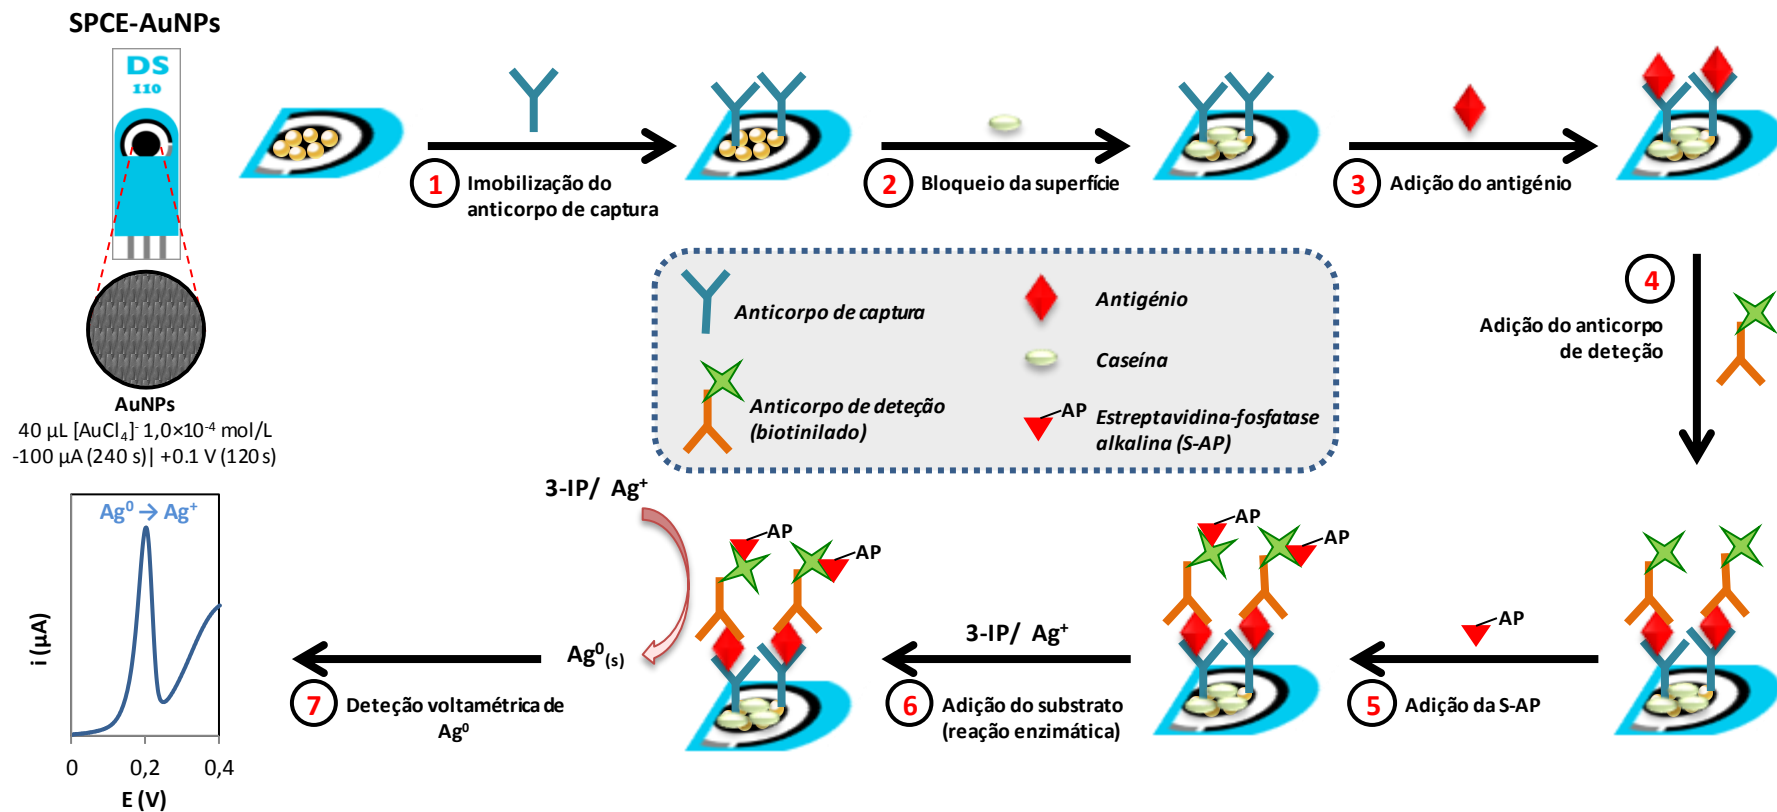 SPCE-AuNPs
DS
110
AuNPs
40 µL [AuCl₄]⁻ 1,0×10⁻⁴ mol/L
-100 µA (240 s)| +0.1 V (120 s)
1
Imobilização do
anticorpo de captura
2
Bloqueio da superfície
3
Adição do antigénio
4
Adição do anticorpo
de deteção
Anticorpo de captura
Antigénio
Caseína
Anticorpo de deteção
(biotinilado)
AP
Estreptavidina-fosfatase
alkalina (S-AP)
AP
5
Adição da S-AP
AP
AP
3-IP/ Ag⁺
6
Adição do substrato
(reação enzimática)
AP
AP
3-IP/ Ag⁺
Ag⁰₍s₎
7
Deteção voltamétrica de
Ag⁰
Ag⁰ → Ag⁺
i (µA)
0
0,2
0,4
E (V)